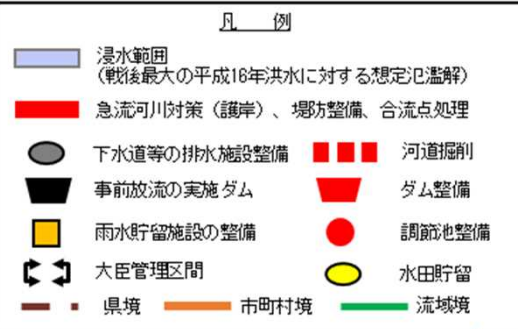 凡　例
浸水範囲
(戦後最大の平成16年洪水に対する想定氾濫解)
急流河川対策（護岸）、堤防整備、合流点処理
下水道等の排水施設整備　河道掘削
事前放流の実施ダム　ダム整備
雨水貯留施設の整備　調節池整備
大臣管理区間　水田貯留
県境　市町村境　流域境